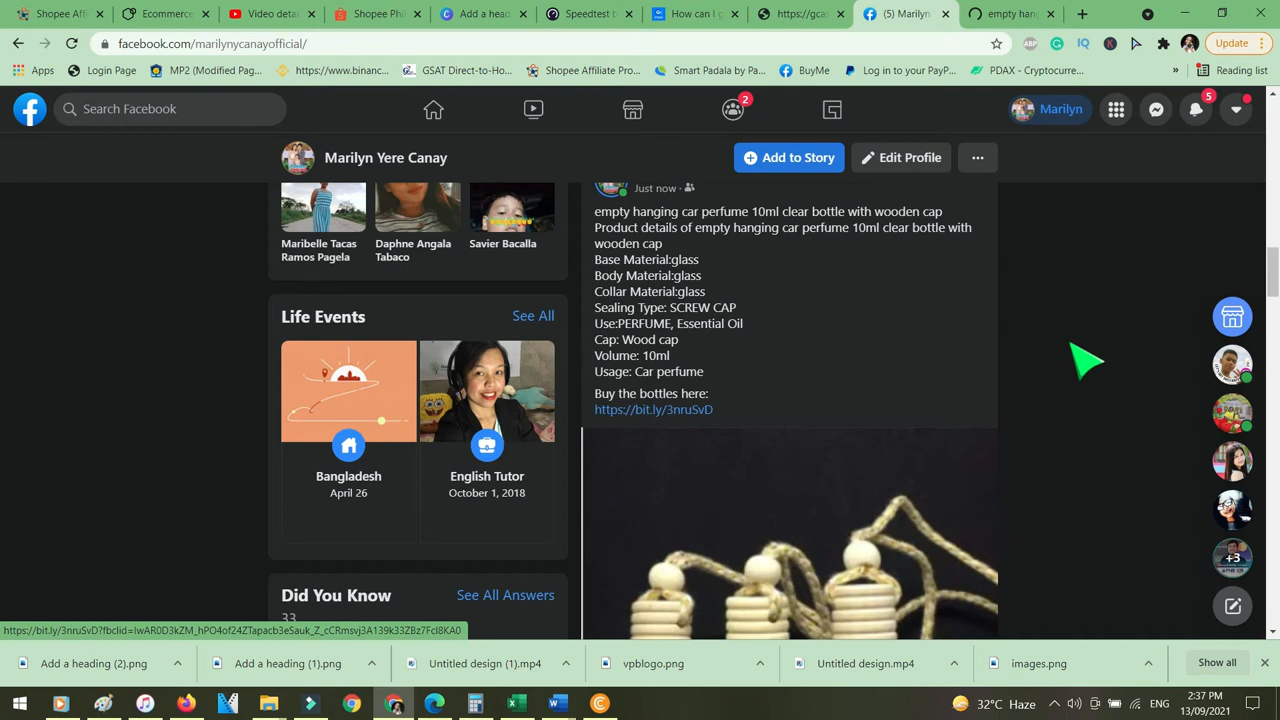 Shopee Affi
Ecommerce
Video detai
Shopee Phil
Add a head
Speedtest b
How can I g
https://gcas
(5) Marilyn
empty hang
facebook.com/marilynycanayofficial/
ABP
IQ
K
Update
Apps
Login Page
MP2 (Modified Pag...
https://www.binanc...
GSAT Direct-to-Ho...
Shopee Affiliate Pro...
Smart Padala by Pa...
BuyMe
Log in to your PayP...
PDAX - Cryptocurre...
»
Reading list
Search Facebook
2
Marilyn
5
Marilyn Yere Canay
Add to Story
Edit Profile
...
Just now ·
Maribelle Tacas
Ramos Pagela
Daphne Angala
Tabaco
Savier Bacalla
empty hanging car perfume 10ml clear bottle with wooden cap
Product details of empty hanging car perfume 10ml clear bottle with
wooden cap
Base Material:glass
Body Material:glass
Collar Material:glass
Sealing Type: SCREW CAP
Use:PERFUME, Essential Oil
Cap: Wood cap
Volume: 10ml
Usage: Car perfume
Buy the bottles here:
https://bit.ly/3nruSvD
Life Events
See All
Bangladesh
April 26
English Tutor
October 1, 2018
Did You Know
See All Answers
33
+3
https://bit.ly/3nruSvD?fbclid=IwAR0D3kZM_hPO4of24ZTapacb3eSauk_Z_cCRmsvj3A139k33ZBz7FcI8KA0
Add a heading (2).png
Add a heading (1).png
Untitled design (1).mp4
vpblogo.png
Untitled design.mp4
images.png
Show all
32°C Haze
ENG
2:37 PM
13/09/2021